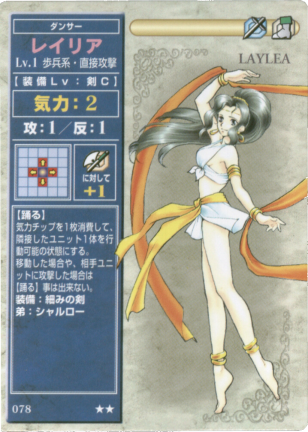 ダンサー
レイリア
Lv.1 歩兵系・直接攻撃
【装備Lv:剣C】
気力:2
攻:1/反:1
に対して
+1
【踊る】
気力チップを1枚消費して、
隣接したユニット1体を行
動可能の状態にする。
移動した場合や、相手ユニ
ットに攻撃した場合は
【踊る】事は出来ない。
装備:細みの剣
弟:シャルロー
078 ★★
LAYLEA